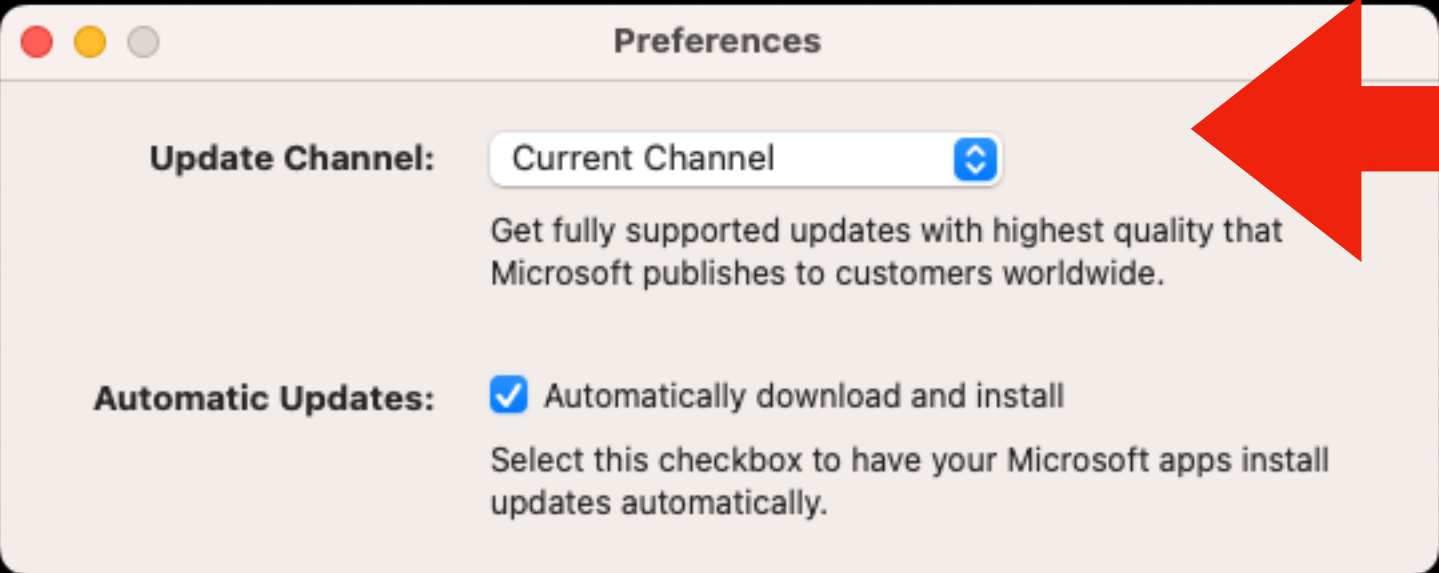 Preferences
Update Channel: Current Channel
Get fully supported updates with highest quality that
Microsoft publishes to customers worldwide.
Automatic Updates: Automatically download and install
Select this checkbox to have your Microsoft apps install
updates automatically.